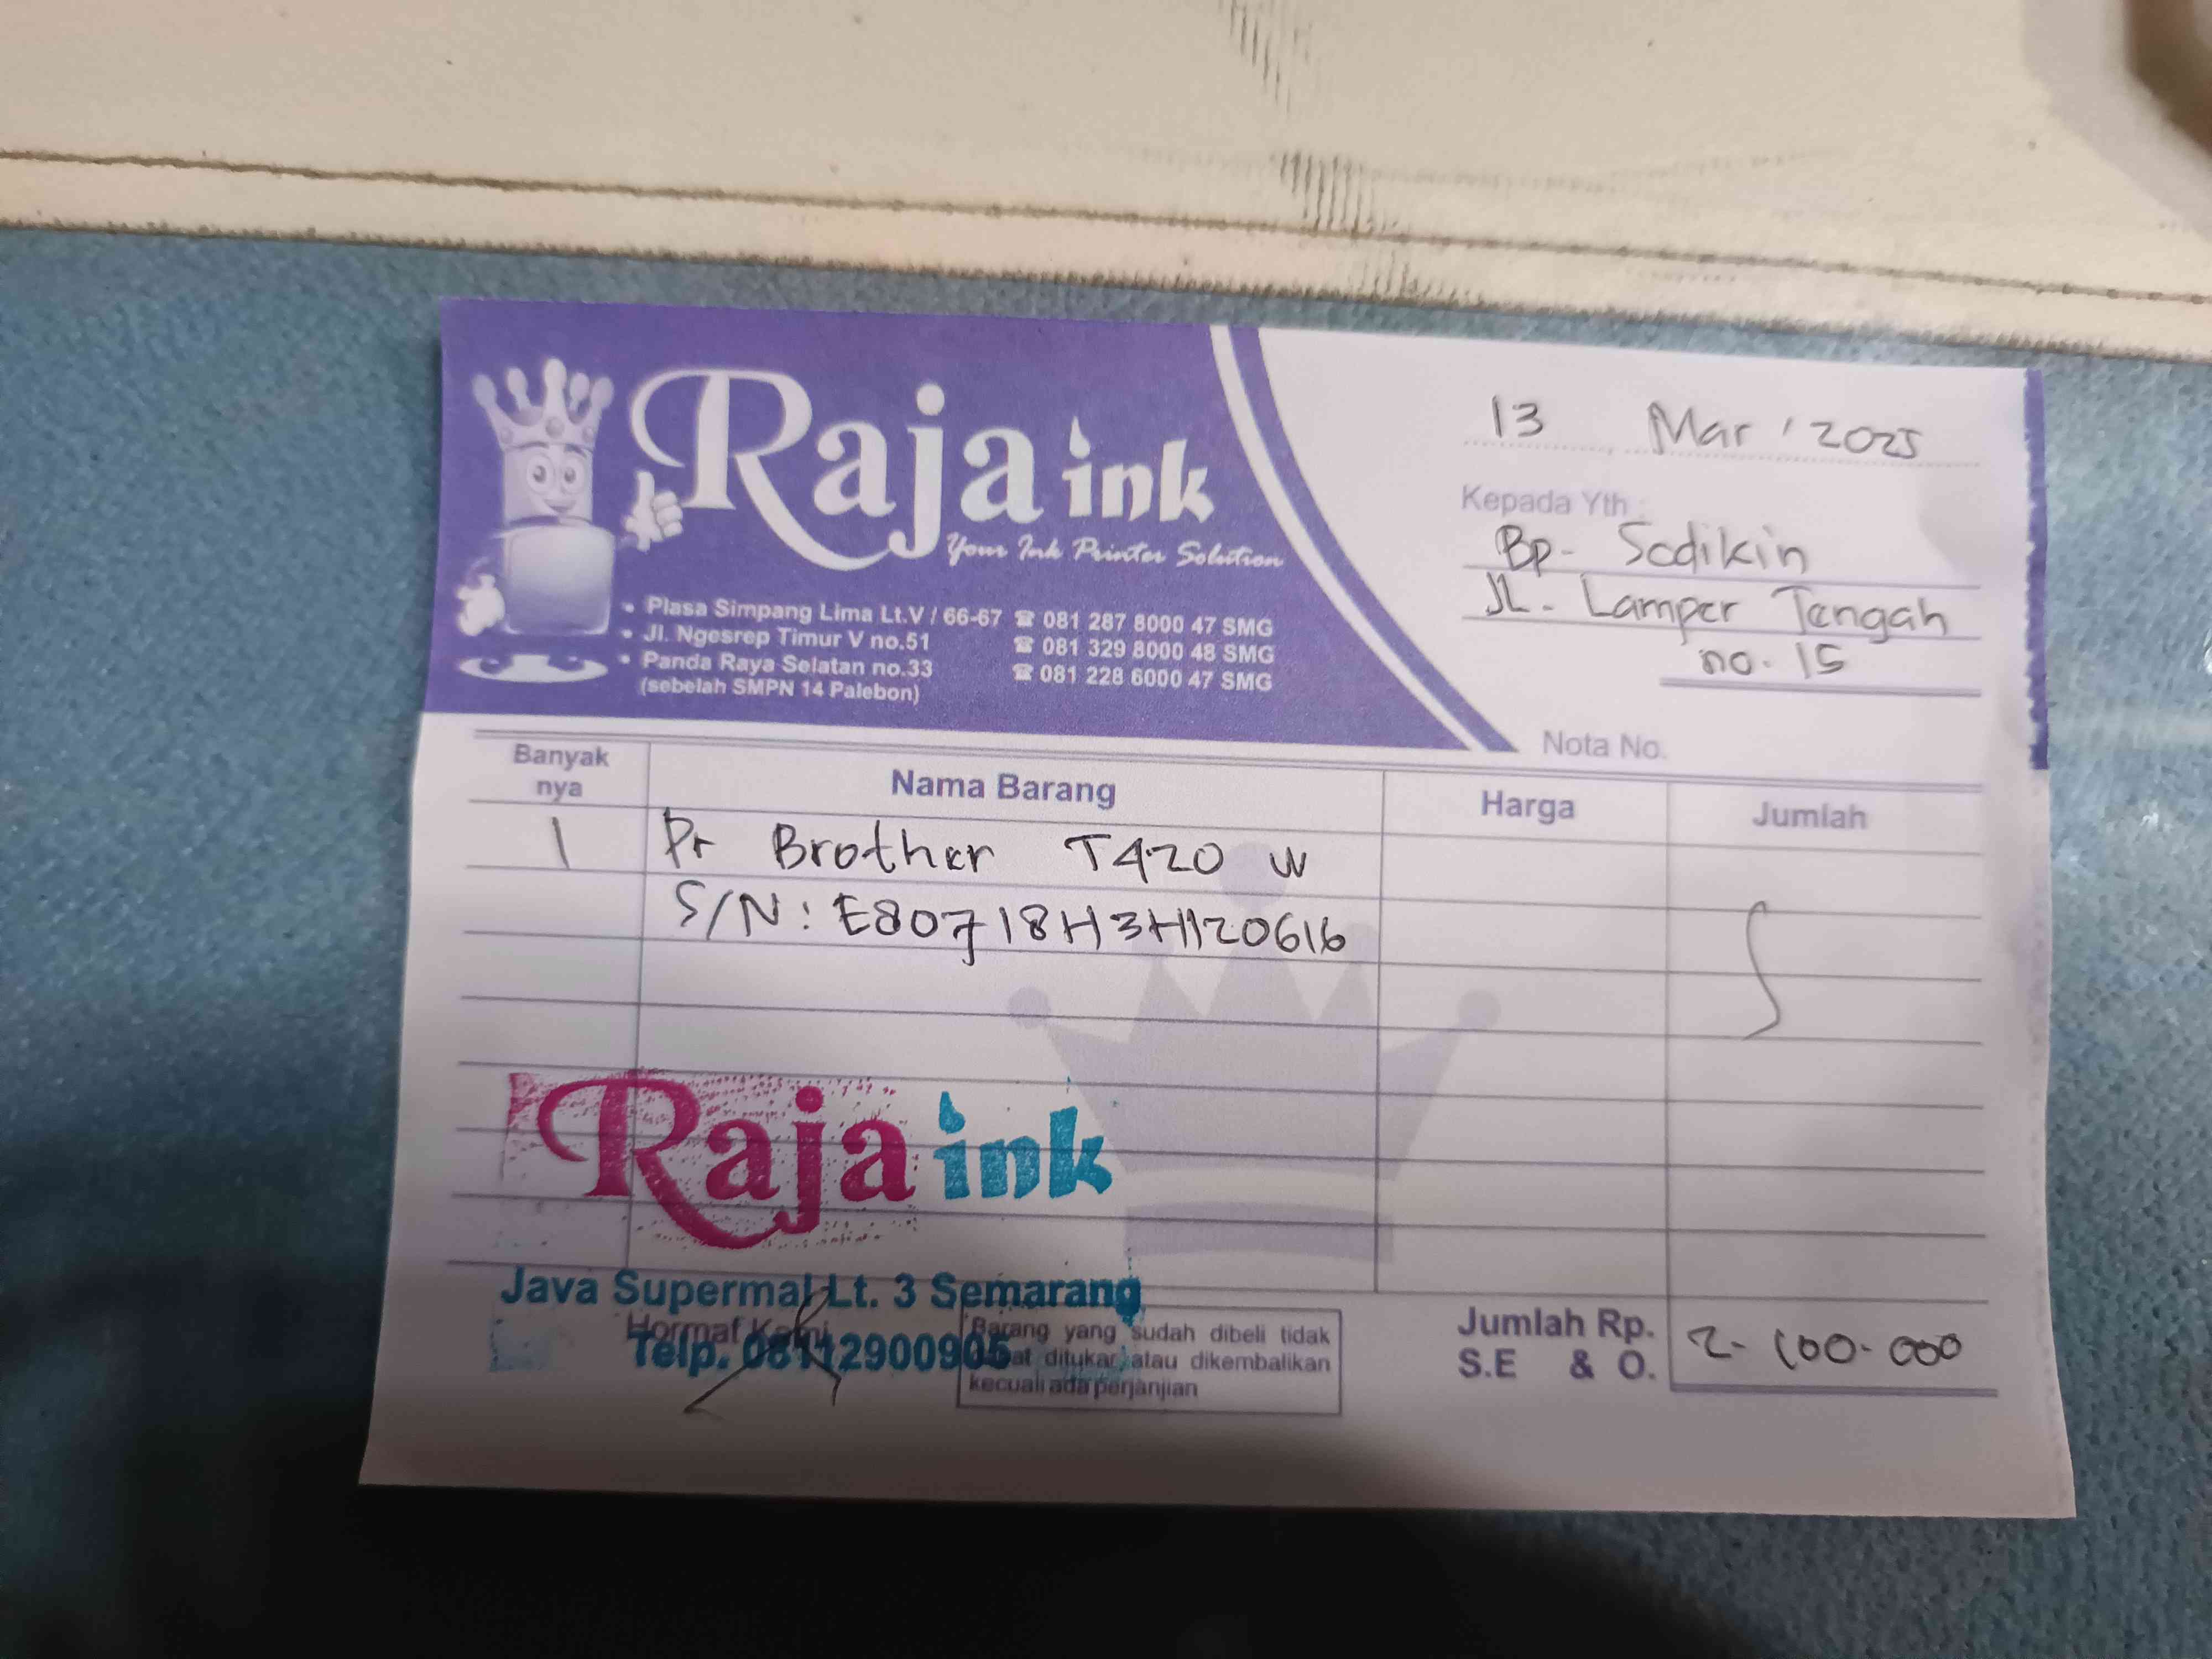 Raja ink
Your Ink Printer Solution
• Plasa Simpang Lima Lt.V / 66-67 ☎ 081 287 8000 47 SMG
• Jl. Ngesrep Timur V no.51 ☎ 081 329 8000 48 SMG
• Panda Raya Selatan no.33 ☎ 081 228 6000 47 SMG
(sebelah SMPN 14 Palebon)
13 Mar '2025
Kepada Yth :
Bp. Sodikin
JL. Lamper Tengah
no. 15
Nota No.
Banyak nya Nama Barang Harga Jumlah
1 Pr Brother T420 W
S/N: E80718H3H120616
Raja ink
Java Supermal Lt. 3 Semarang
Hormat Kami
Telp. 08112900905
Barang yang sudah dibeli tidak
dapat ditukar atau dikembalikan
kecuali ada perjanjian
Jumlah Rp. 2.100.000
S.E & O.